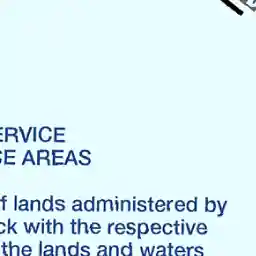 ERVICE
SE AREAS
f lands administered by
ck with the respective
the lands and waters